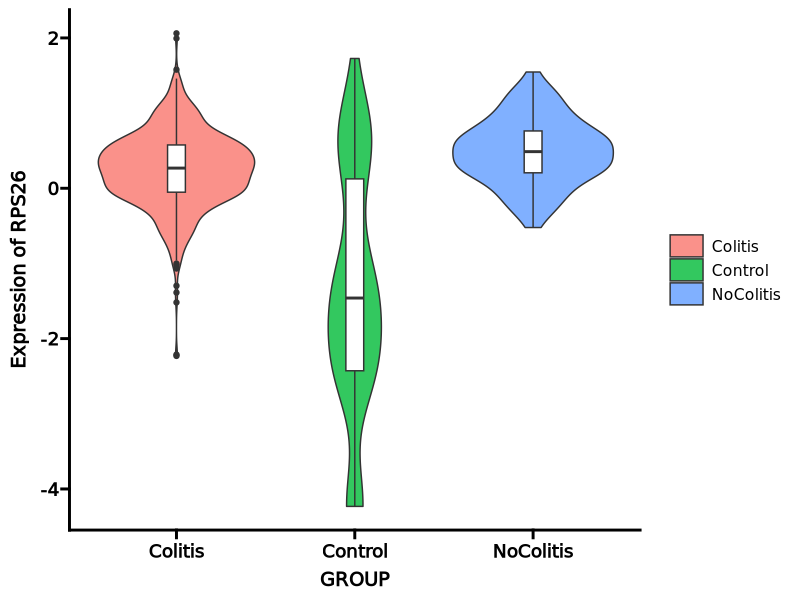 Expression of RPS26
2
0
-2
-4
Colitis
Control
NoColitis
GROUP
Colitis
Control
NoColitis